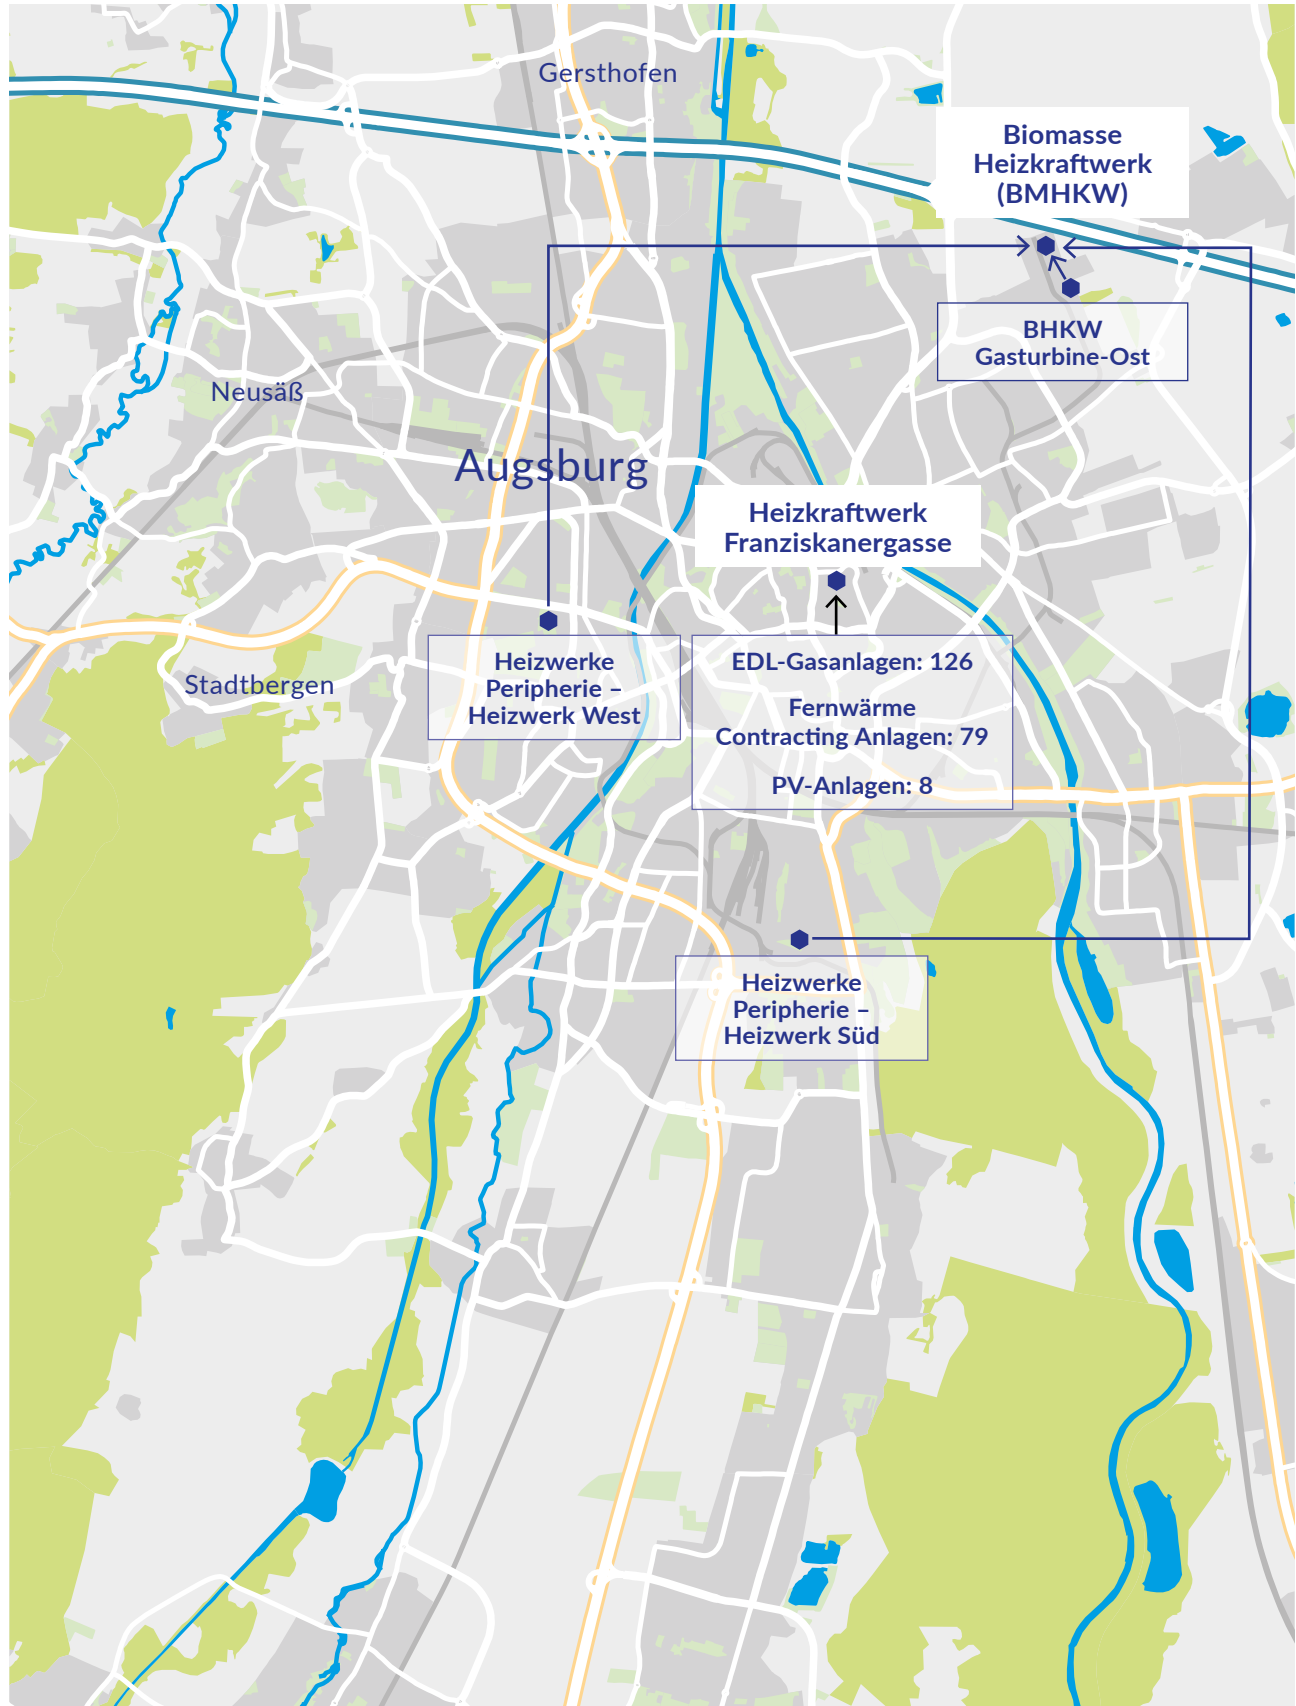 Gersthofen
Biomasse
Heizkraftwerk
(BMHKW)
BHKW
Gasturbine-Ost
Neusäß
Augsburg
Heizkraftwerk
Franziskanergasse
Heizwerke
Peripherie –
Heizwerk West
EDL-Gasanlagen: 126
Fernwärme
Contracting Anlagen: 79
PV-Anlagen: 8
Stadtbergen
Heizwerke
Peripherie –
Heizwerk Süd